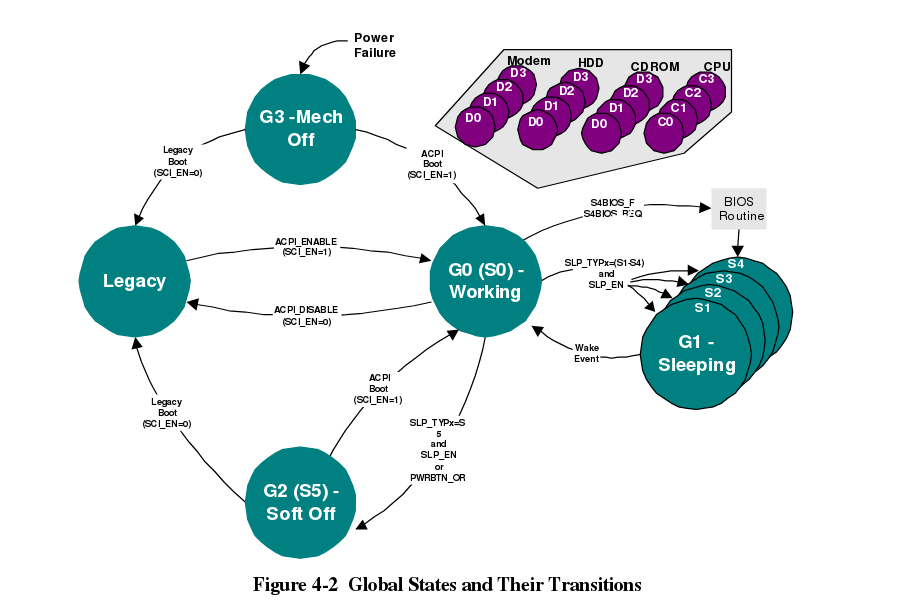 Power
Failure
Modem
HDD
CDROM
CPU
D3
D2
D1
D0
D3
D2
D1
D0
D3
D2
D1
D0
C3
C2
C1
C0
G3 -Mech
Off
Legacy
Boot
(SCI_EN=0)
ACPI
Boot
(SCI_EN=1)
S4BIOS_F
S4BIOS_REQ
BIOS
Routine
ACPI_ENABLE
(SCI_EN=1)
Legacy
G0 (S0) -
Working
SLP_TYPx=(S1-S4)
and
SLP_EN
S4
S3
S2
S1
G1 -
Sleeping
ACPI_DISABLE
(SCI_EN=0)
Wake
Event
ACPI
Boot
(SCI_EN=1)
Legacy
Boot
(SCI_EN=0)
SLP_TYPx=S
5
and
SLP_EN
or
PWRBTN_OR
G2 (S5) -
Soft Off
Figure 4-2 Global States and Their Transitions